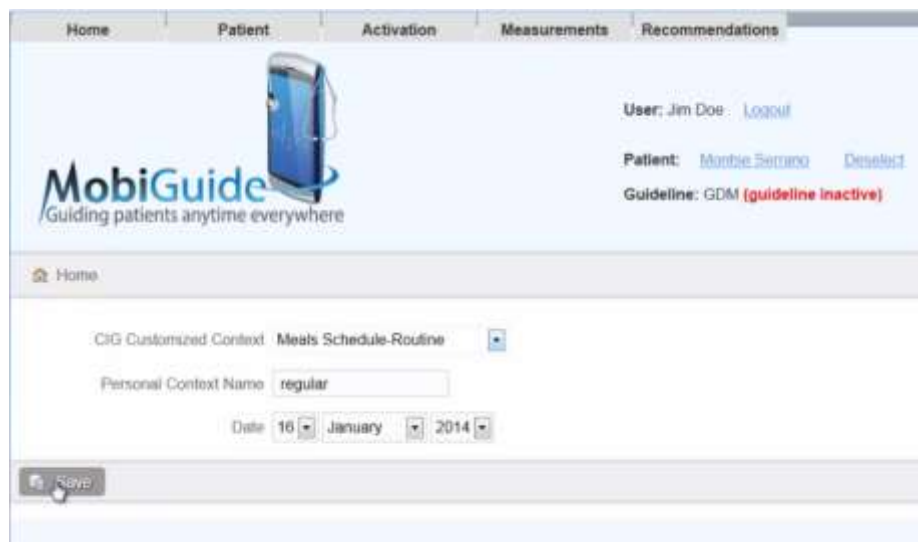 Home Patient Activation Measurements Recommendations
User: Jim Doe Logout
Patient: Montse Serrano Deselect
Guideline: GDM (guideline inactive)
MobiGuide
Guiding patients anytime everywhere
Home
CIG Customized Context Meals Schedule-Routine
Personal Context Name regular
Date 16 January 2014
Save